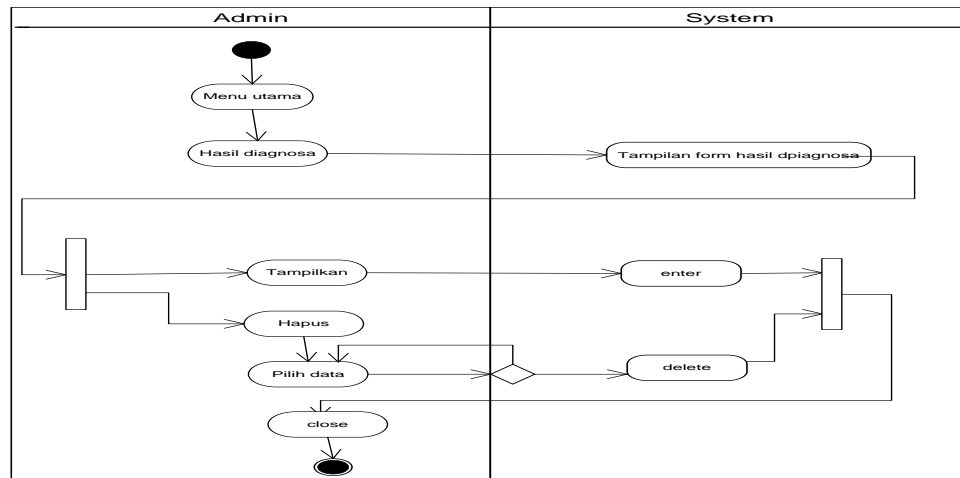 Admin
System
Menu utama
Hasil diagnosa
Tampilan form hasil dpiagnosa
Tampilkan
enter
Hapus
Pilih data
delete
close